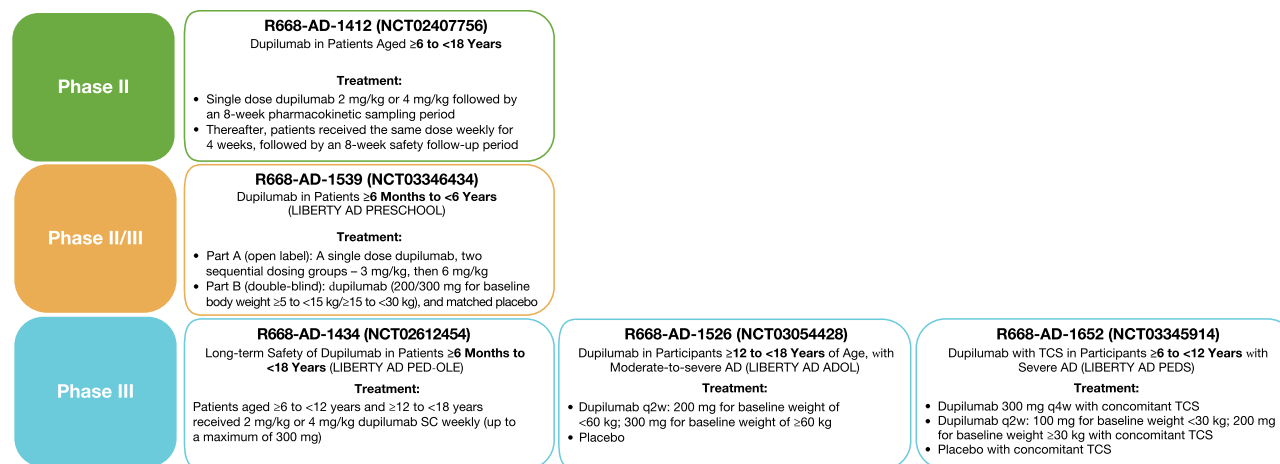 Phase II
R668-AD-1412 (NCT02407756)
Dupilumab in Patients Aged ≥6 to <18 Years
Treatment:
• Single dose dupilumab 2 mg/kg or 4 mg/kg followed by
an 8-week pharmacokinetic sampling period
• Thereafter, patients received the same dose weekly for
4 weeks, followed by an 8-week safety follow-up period
Phase II/III
R668-AD-1539 (NCT03346434)
Dupilumab in Patients ≥6 Months to <6 Years
(LIBERTY AD PRESCHOOL)
Treatment:
• Part A (open label): A single dose dupilumab, two
sequential dosing groups – 3 mg/kg, then 6 mg/kg
• Part B (double-blind): dupilumab (200/300 mg for baseline
body weight ≥5 to <15 kg/≥15 to <30 kg), and matched placebo
Phase III
R668-AD-1434 (NCT02612454)
Long-term Safety of Dupilumab in Patients ≥6 Months to
<18 Years (LIBERTY AD PED-OLE)
Treatment:
Patients aged ≥6 to <12 years and ≥12 to <18 years
received 2 mg/kg or 4 mg/kg dupilumab SC weekly (up to
a maximum of 300 mg)
R668-AD-1526 (NCT03054428)
Dupilumab in Participants ≥12 to <18 Years of Age, with
Moderate-to-severe AD (LIBERTY AD ADOL)
Treatment:
• Dupilumab q2w: 200 mg for baseline weight of
<60 kg; 300 mg for baseline weight of ≥60 kg
• Placebo
R668-AD-1652 (NCT03345914)
Dupilumab with TCS in Participants ≥6 to <12 Years with
Severe AD (LIBERTY AD PEDS)
Treatment:
• Dupilumab 300 mg q4w with concomitant TCS
• Dupilumab q2w: 100 mg for baseline weight <30 kg; 200 mg
for baseline weight ≥30 kg with concomitant TCS
• Placebo with concomitant TCS